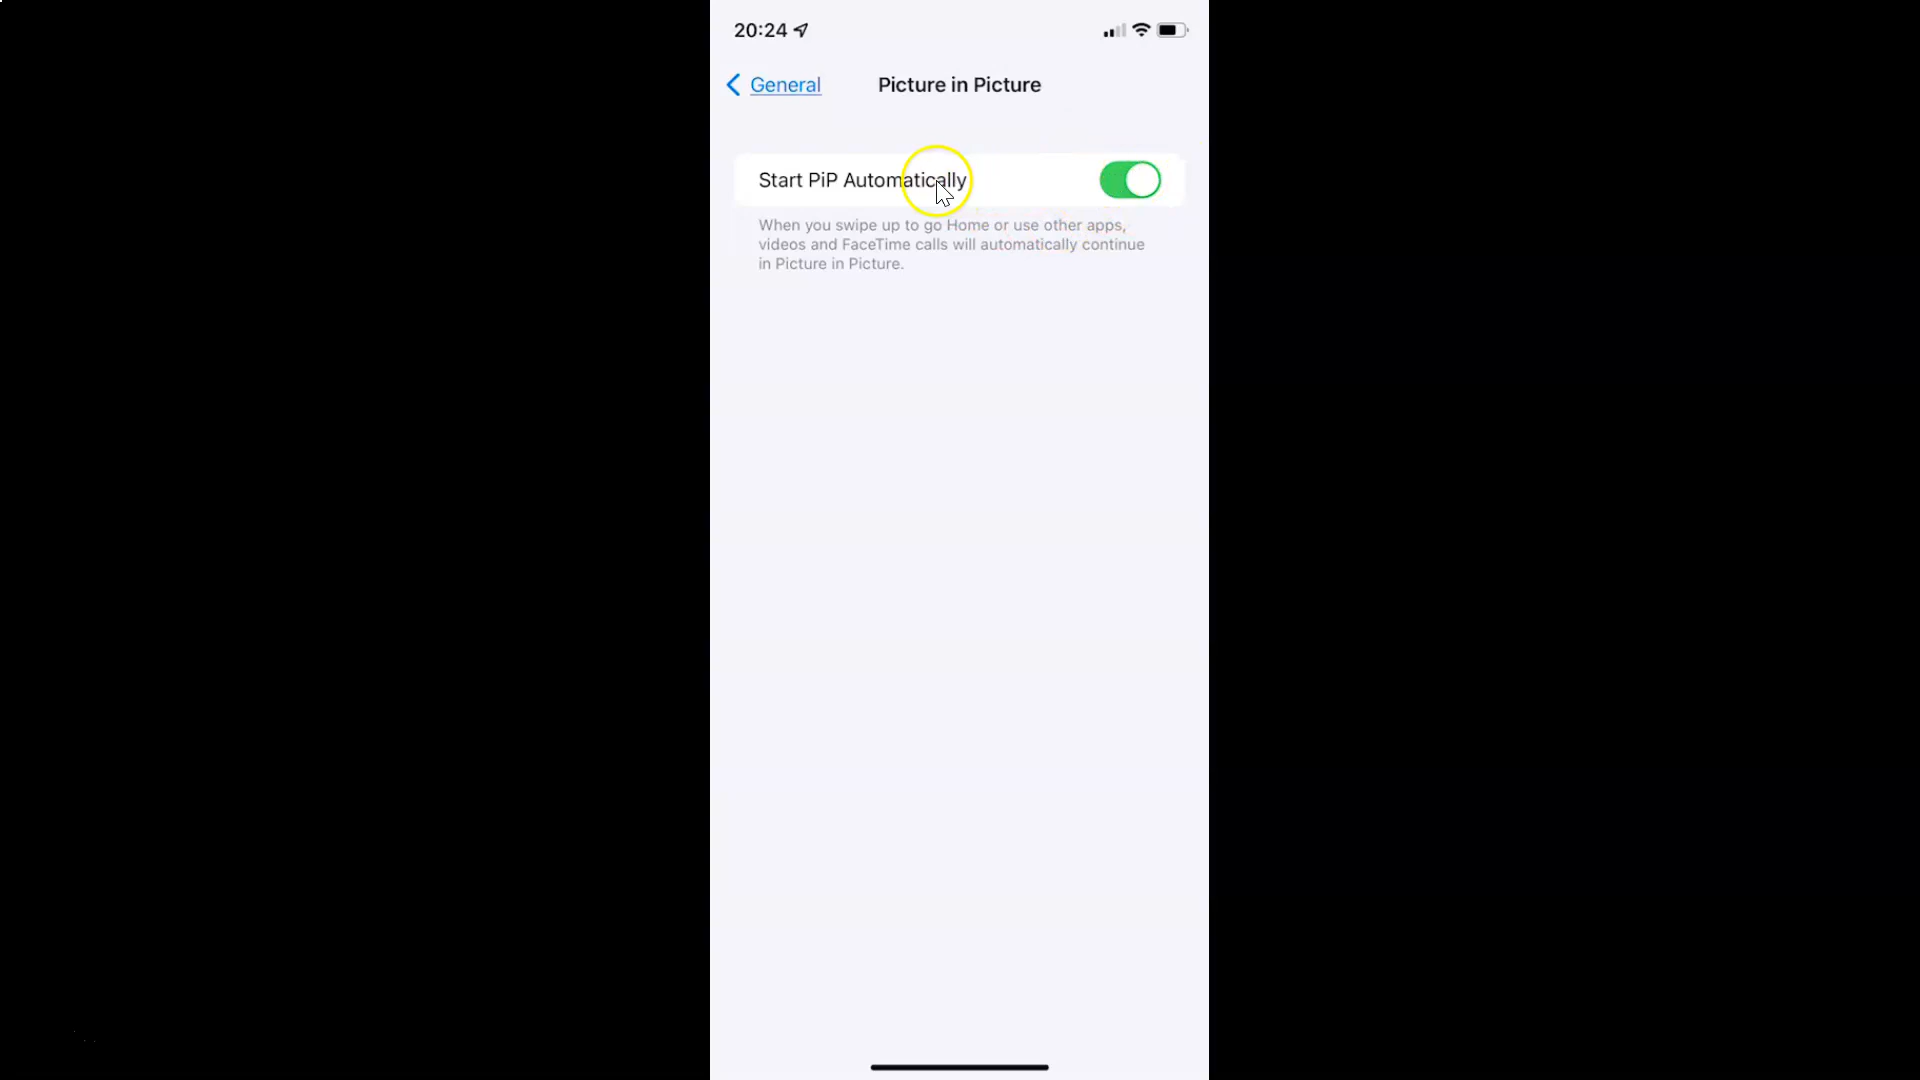 20:24
General
Picture in Picture
Start PiP Automatically
When you swipe up to go Home or use other apps,
videos and FaceTime calls will automatically continue
in Picture in Picture.